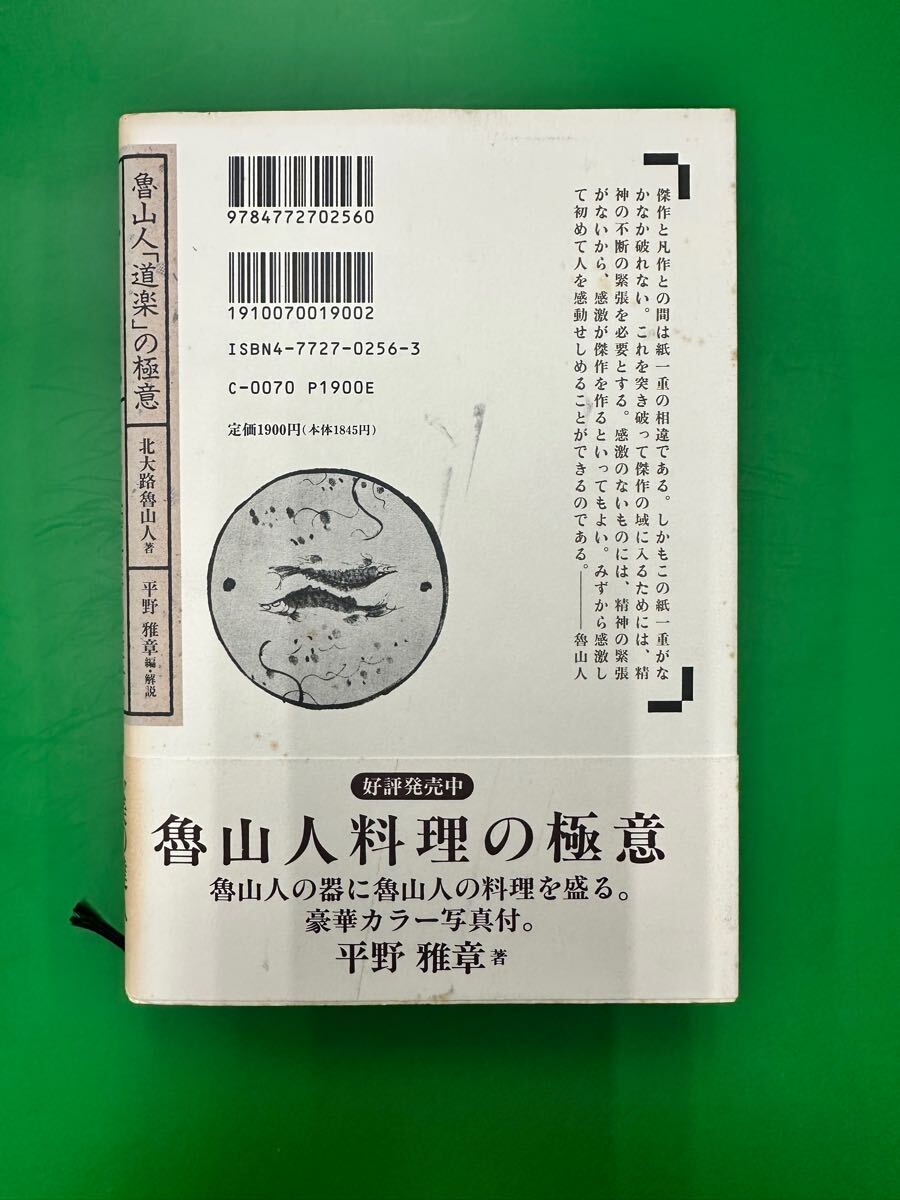 魯山人「道楽」の極意
北大路魯山人著
平野 雅章編・解説
9784772702560
1910070019002
ISBN4-7727-0256-3
C-0070 P1900E
定価1900円(本体1845円)
傑作と凡作との間は紙一重の相違である。しかもこの紙一重がな
かなか破れない。これを突き破って傑作の域に入るためには、精
神の不断の緊張を必要とする。感激のないものには、精神の緊張
がないから、感激が傑作を作るといってもよい。みずから感激し
て初めて人を感動せしめることができるのである。——魯山人
好評発売中
魯山人料理の極意
魯山人の器に魯山人の料理を盛る。
豪華カラー写真付。
平野 雅章著